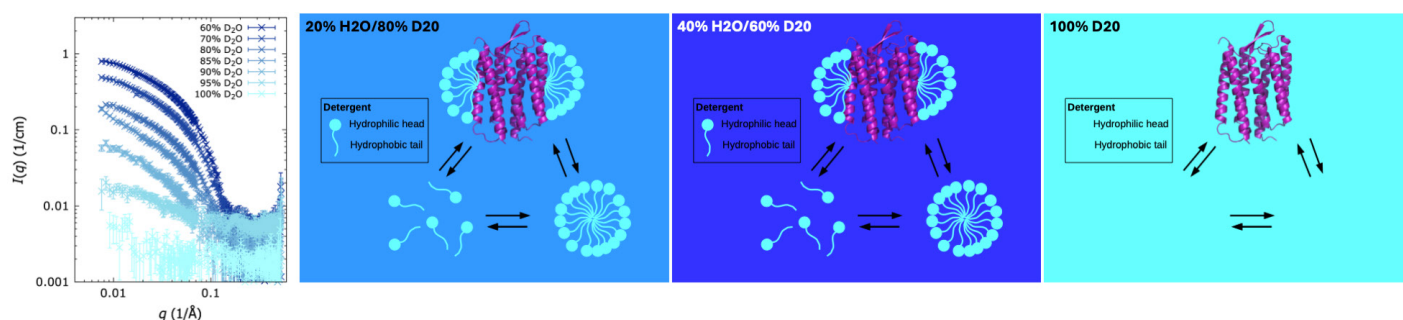 60% D2O
70% D2O
80% D2O
85% D2O
90% D2O
95% D2O
100% D2O
1
0.1
0.01
0.001
0.01
0.1
I(q) (1/cm)
q (1/Å)
20% H2O/80% D20
Detergent
Hydrophilic head
Hydrophobic tail
40% H2O/60% D20
Detergent
Hydrophilic head
Hydrophobic tail
100% D20
Detergent
Hydrophilic head
Hydrophobic tail